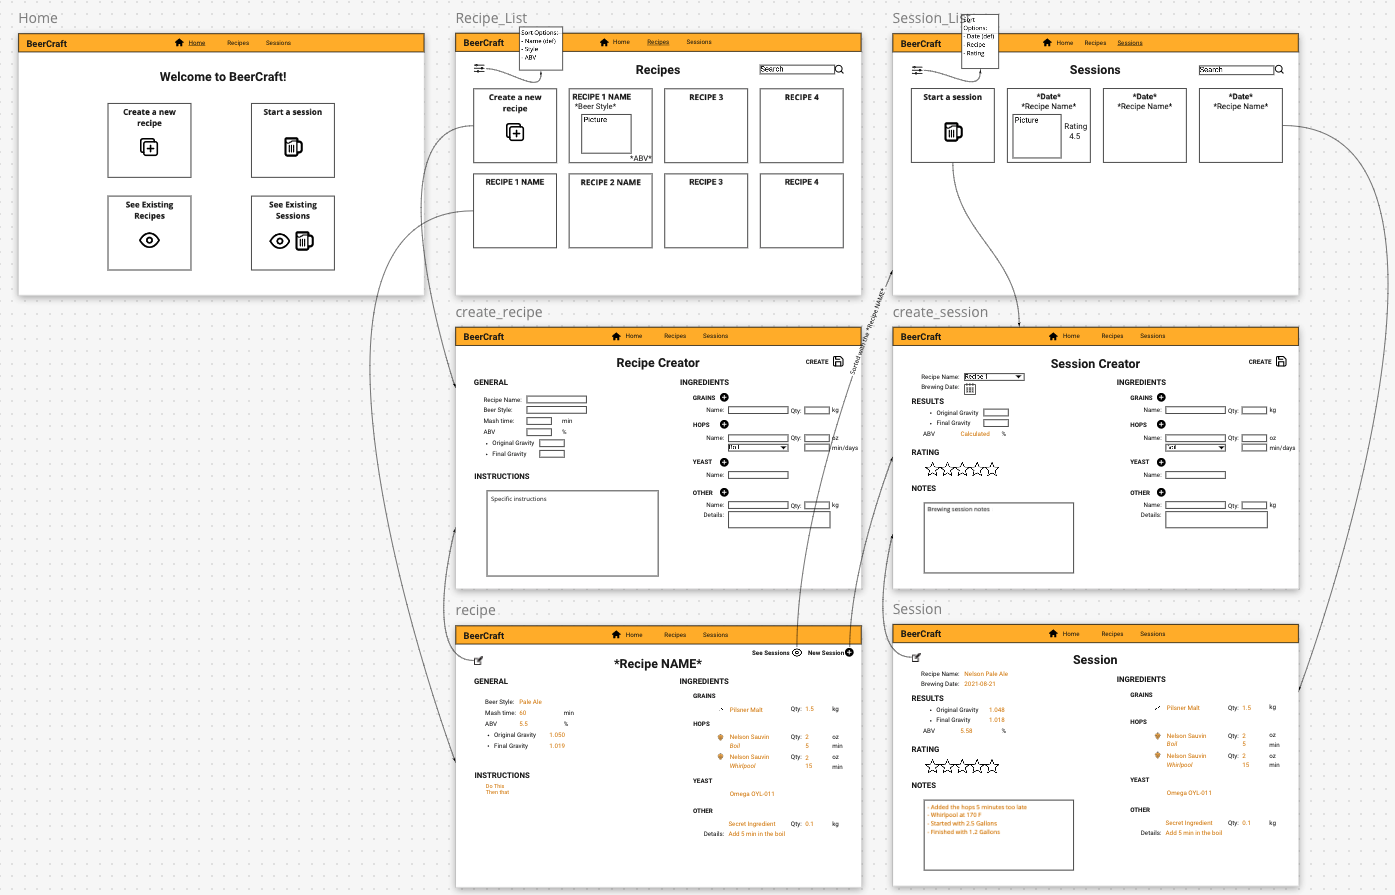 Home
BeerCraft
Home Recipes Sessions
Welcome to BeerCraft!
Create a new
recipe
Start a session
See Existing
Recipes
See Existing
Sessions
Recipe_List
Sort Options:
- Name (def)
- Style
- ABV
BeerCraft
Home Recipes Sessions
Recipes
Search
Create a new
recipe
RECIPE 1 NAME
*Beer Style*
Picture
*ABV*
RECIPE 3
RECIPE 4
RECIPE 1 NAME
RECIPE 2 NAME
RECIPE 3
RECIPE 4
Session_List
Sort
Options:
- Date (def)
- Recipe
- Rating
BeerCraft
Home Recipes Sessions
Sessions
Search
Start a session
*Date*
*Recipe Name*
Picture
Rating
4.5
*Date*
*Recipe Name*
*Date*
*Recipe Name*
create_recipe
BeerCraft
Home Recipes Sessions
Recipe Creator
CREATE
GENERAL
Recipe Name:
Beer Style:
Mash time: min
ABV %
• Original Gravity
• Final Gravity
INSTRUCTIONS
Specific instructions
INGREDIENTS
GRAINS
Name: Qty: kg
HOPS
Name: Qty: oz
Boil min/days
YEAST
Name:
OTHER
Name: Qty: kg
Details:
Sorted with the *Recipe NAME*
create_session
BeerCraft
Home Recipes Sessions
Session Creator
CREATE
Recipe Name: Recipe 1
Brewing Date:
RESULTS
• Original Gravity
• Final Gravity
ABV Calculated %
RATING
NOTES
Brewing session notes
INGREDIENTS
GRAINS
Name: Qty: kg
HOPS
Name: Qty: oz
Boil min/days
YEAST
Name:
OTHER
Name: Qty: kg
Details:
recipe
BeerCraft
Home Recipes Sessions
See Sessions New Session
*Recipe NAME*
GENERAL
Beer Style: Pale Ale
Mash time: 60 min
ABV 5.5 %
• Original Gravity 1.050
• Final Gravity 1.019
INSTRUCTIONS
Do This
Then that
INGREDIENTS
GRAINS
Pilsner Malt Qty: 1.5 kg
HOPS
Nelson Sauvin Qty: 2 oz
Boil 5 min
Nelson Sauvin Qty: 2 oz
Whirlpool 15 min
YEAST
Omega OYL-011
OTHER
Secret Ingredient Qty: 0.1 kg
Details: Add 5 min in the boil
Session
BeerCraft
Home Recipes Sessions
Session
Recipe Name: Nelson Pale Ale
Brewing Date: 2021-08-21
RESULTS
• Original Gravity 1.048
• Final Gravity 1.018
ABV 5.58 %
RATING
NOTES
- Added the hops 5 minutes too late
- Whirlpool at 170 F
- Started with 2.5 Gallons
- Finished with 1.2 Gallons
INGREDIENTS
GRAINS
Pilsner Malt Qty: 1.5 kg
HOPS
Nelson Sauvin Qty: 2 oz
Boil 5 min
Nelson Sauvin Qty: 2 oz
Whirlpool 15 min
YEAST
Omega OYL-011
OTHER
Secret Ingredient Qty: 0.1 kg
Details: Add 5 min in the boil